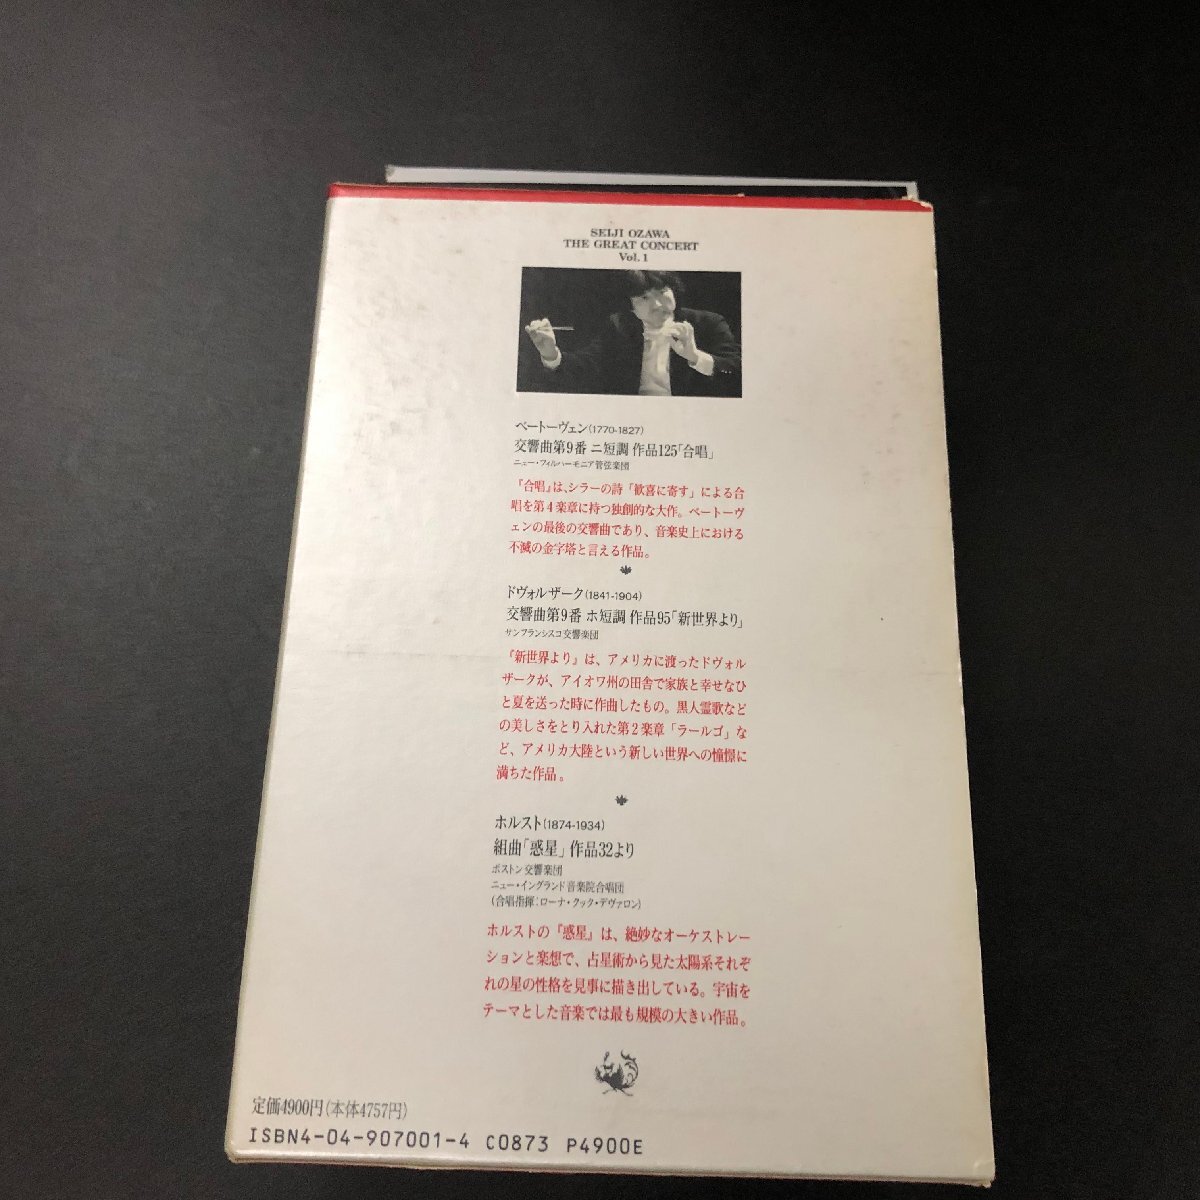 SEIJI OZAWA
THE GREAT CONCERT
Vol. 1
ベートーヴェン(1770-1827)
交響曲第9番 ニ短調 作品125「合唱」
ニュー・フィルハーモニア管弦楽団
『合唱』は、シラーの詩「歓喜に寄す」による合
唱を第4楽章に持つ独創的な大作。ベートーヴ
ェンの最後の交響曲であり、音楽史上における
不滅の金字塔と言える作品。
ドヴォルザーク(1841-1904)
交響曲第9番 ホ短調 作品95「新世界より」
サンフランシスコ交響楽団
『新世界より』は、アメリカに渡ったドヴォル
ザークが、アイオワ州の田舎で家族と幸せなひ
と夏を送った時に作曲したもの。黒人霊歌など
の美しさをとり入れた第2楽章「ラールゴ」な
ど、アメリカ大陸という新しい世界への憧憬に
満ちた作品。
ホルスト(1874-1934)
組曲「惑星」作品32より
ボストン交響楽団
ニュー・イングランド音楽院合唱団
(合唱指揮:ローナ・クック・デヴァロン)
ホルストの『惑星』は、絶妙なオーケストレー
ションと楽想で、占星術から見た太陽系それぞ
れの星の性格を見事に描き出している。宇宙を
テーマとした音楽では最も規模の大きい作品。
定価4900円(本体4757円)
ISBN4-04-907001-4 C0873 P4900E